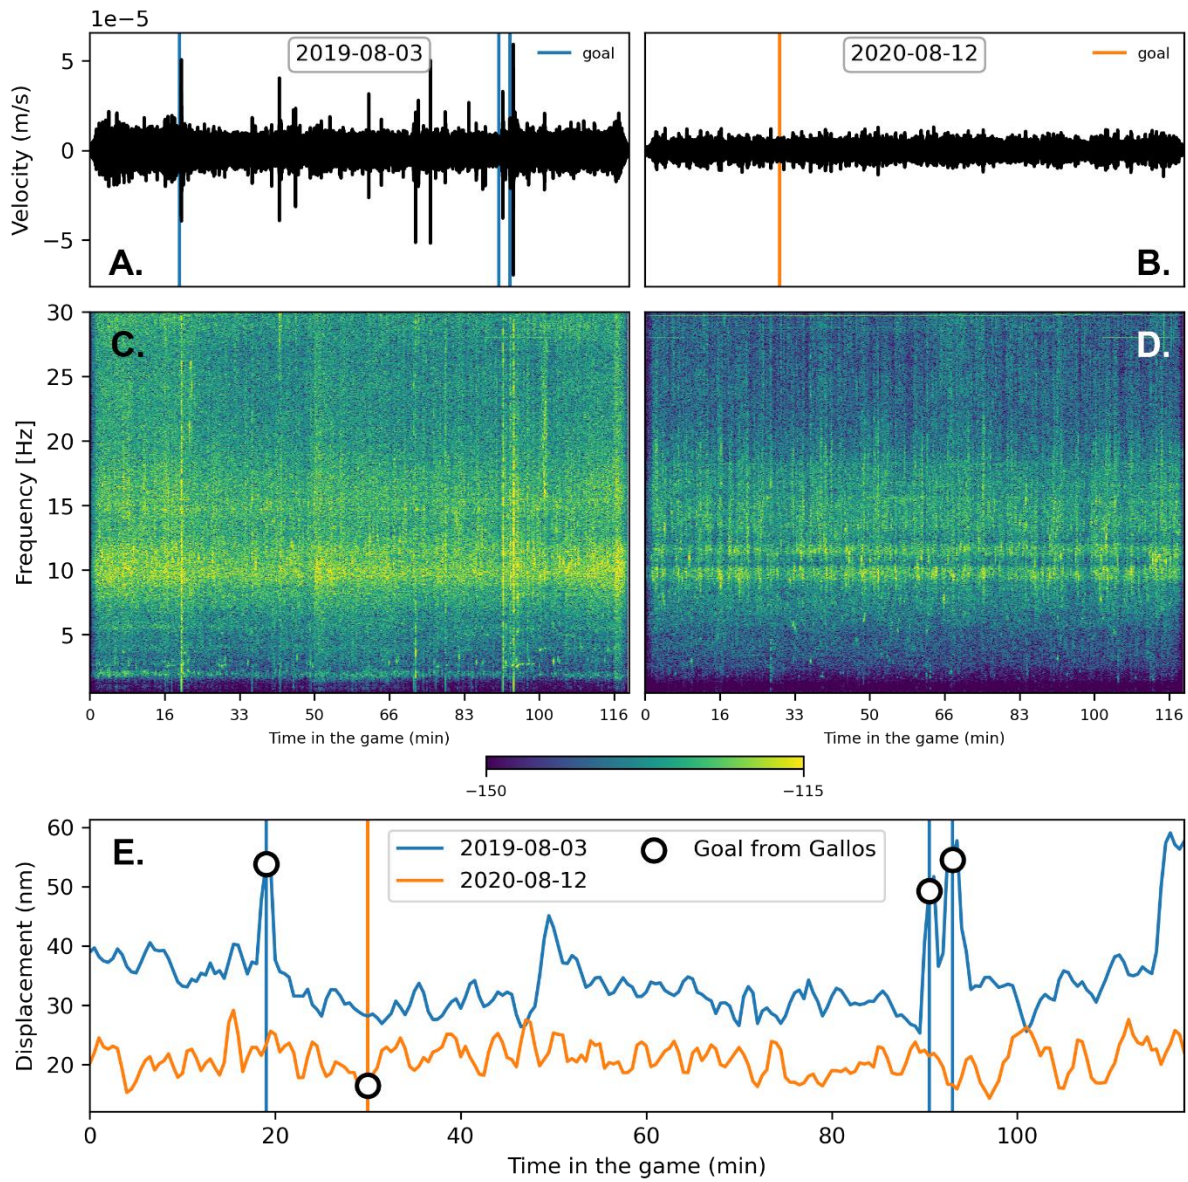 1e−5
2019-08-03
goal
2020-08-12
goal
Velocity (m/s)
5
0
−5
A.
B.
Frequency [Hz]
30
25
20
15
10
5
C.
D.
0 16 33 50 66 83 100 116
0 16 33 50 66 83 100 116
Time in the game (min)
Time in the game (min)
−150 −115
Displacement (nm)
60
50
40
30
20
E.
2019-08-03
2020-08-12
Goal from Gallos
0 20 40 60 80 100
Time in the game (min)